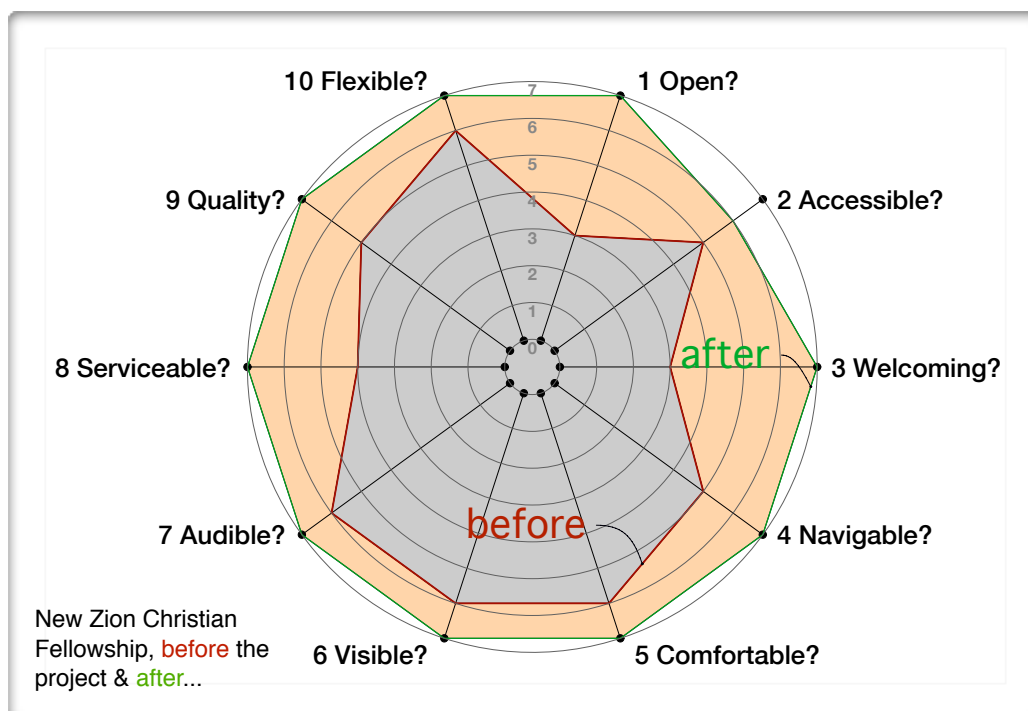 10 Flexible?
1 Open?
9 Quality?
2 Accessible?
8 Serviceable?
3 Welcoming?
7 Audible?
4 Navigable?
6 Visible?
5 Comfortable?
7
6
5
4
3
2
1
0
after
before
New Zion Christian
Fellowship, before the
project & after...